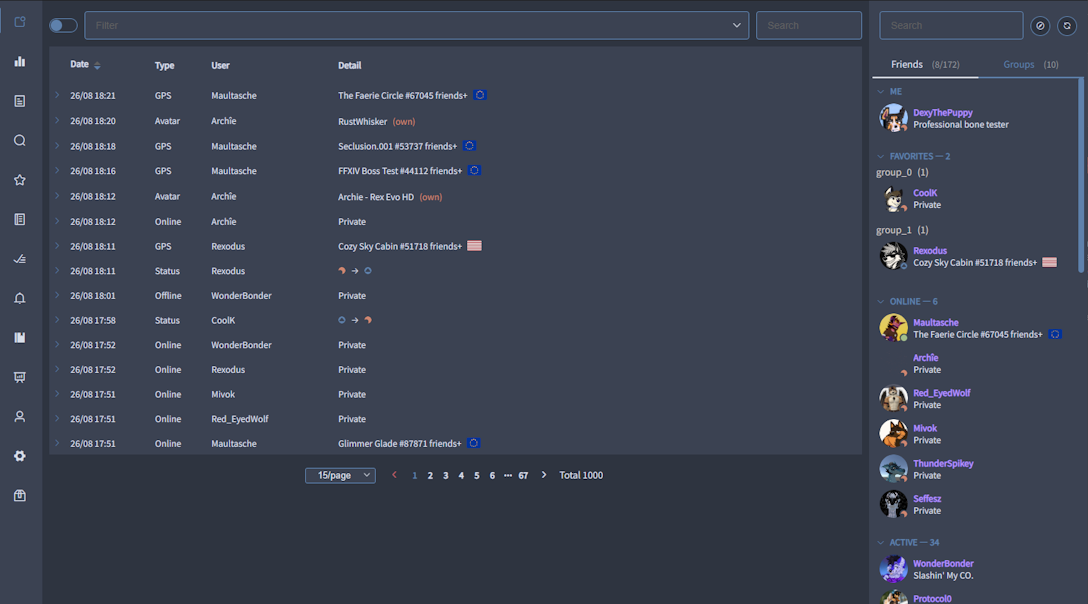 Filter
Search
Date Type User Detail
26/08 18:21 GPS Maultasche The Faerie Circle #67045 friends+
26/08 18:20 Avatar Archîe RustWhisker (own)
26/08 18:18 GPS Maultasche Seclusion.001 #53737 friends+
26/08 18:16 GPS Maultasche FFXIV Boss Test #44112 friends+
26/08 18:12 Avatar Archîe Archie - Rex Evo HD (own)
26/08 18:12 Online Archîe Private
26/08 18:11 GPS Rexodus Cozy Sky Cabin #51718 friends+
26/08 18:11 Status Rexodus
26/08 18:01 Offline WonderBonder Private
26/08 17:58 Status CoolK
26/08 17:52 Online WonderBonder Private
26/08 17:52 Online Rexodus Private
26/08 17:51 Online Mivok Private
26/08 17:51 Online Red_EyedWolf Private
26/08 17:51 Online Maultasche Glimmer Glade #87871 friends+
15/page 1 2 3 4 5 6 ••• 67 Total 1000
Search
Friends (8/172) Groups (10)
ME
DexyThePuppy
Professional bone tester
FAVORITES — 2
group_0 (1)
CoolK
Private
group_1 (1)
Rexodus
Cozy Sky Cabin #51718 friends+
ONLINE — 6
Maultasche
The Faerie Circle #67045 friends+
Archîe
Private
Red_EyedWolf
Private
Mivok
Private
ThunderSpikey
Private
Seffesz
Private
ACTIVE — 34
WonderBonder
Slashin' My CO.
Protocol0